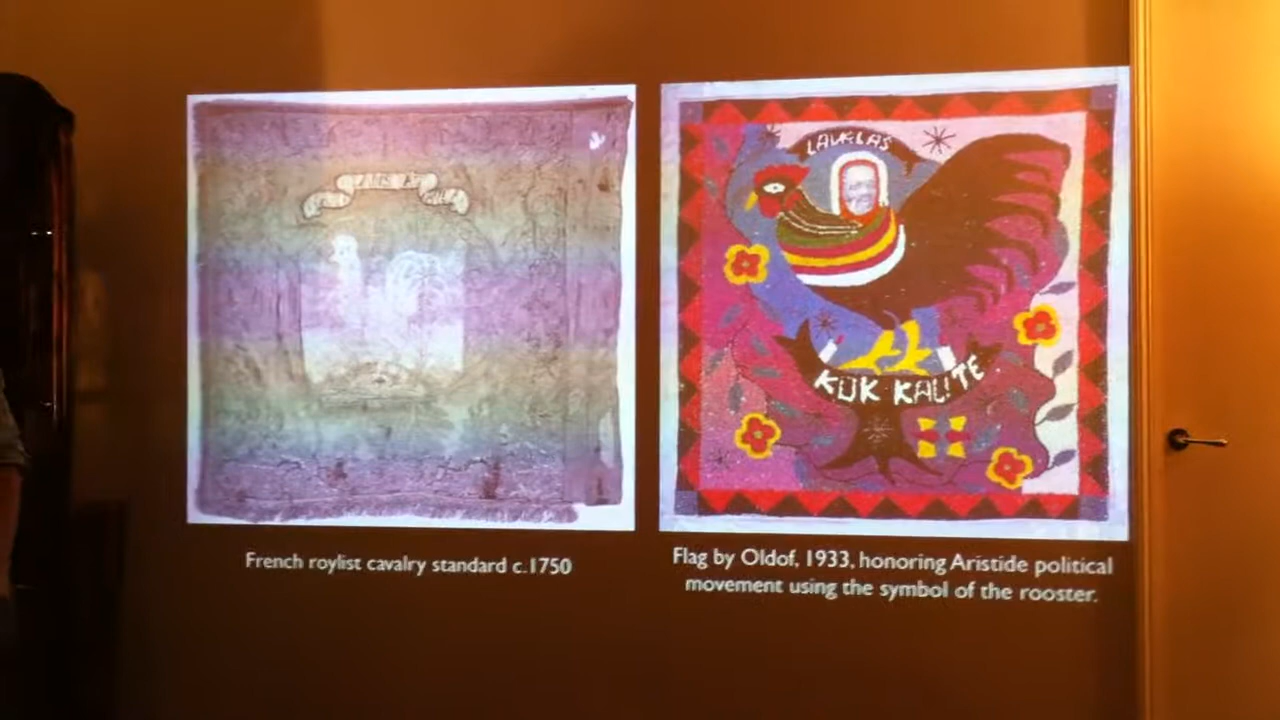 LAVALAS
KOK KALITE
French roylist cavalry standard c.1750
Flag by Oldof, 1933, honoring Aristide political
movement using the symbol of the rooster.